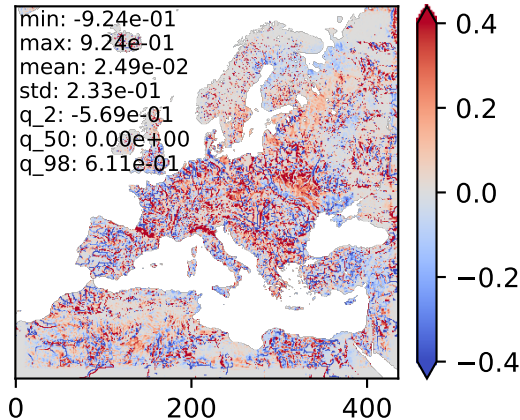 min: -9.24e-01
max: 9.24e-01
mean: 2.49e-02
std: 2.33e-01
q_2: -5.69e-01
q_50: 0.00e+00
q_98: 6.11e-01
0.4
0.2
0.0
−0.2
−0.4
0 200 400